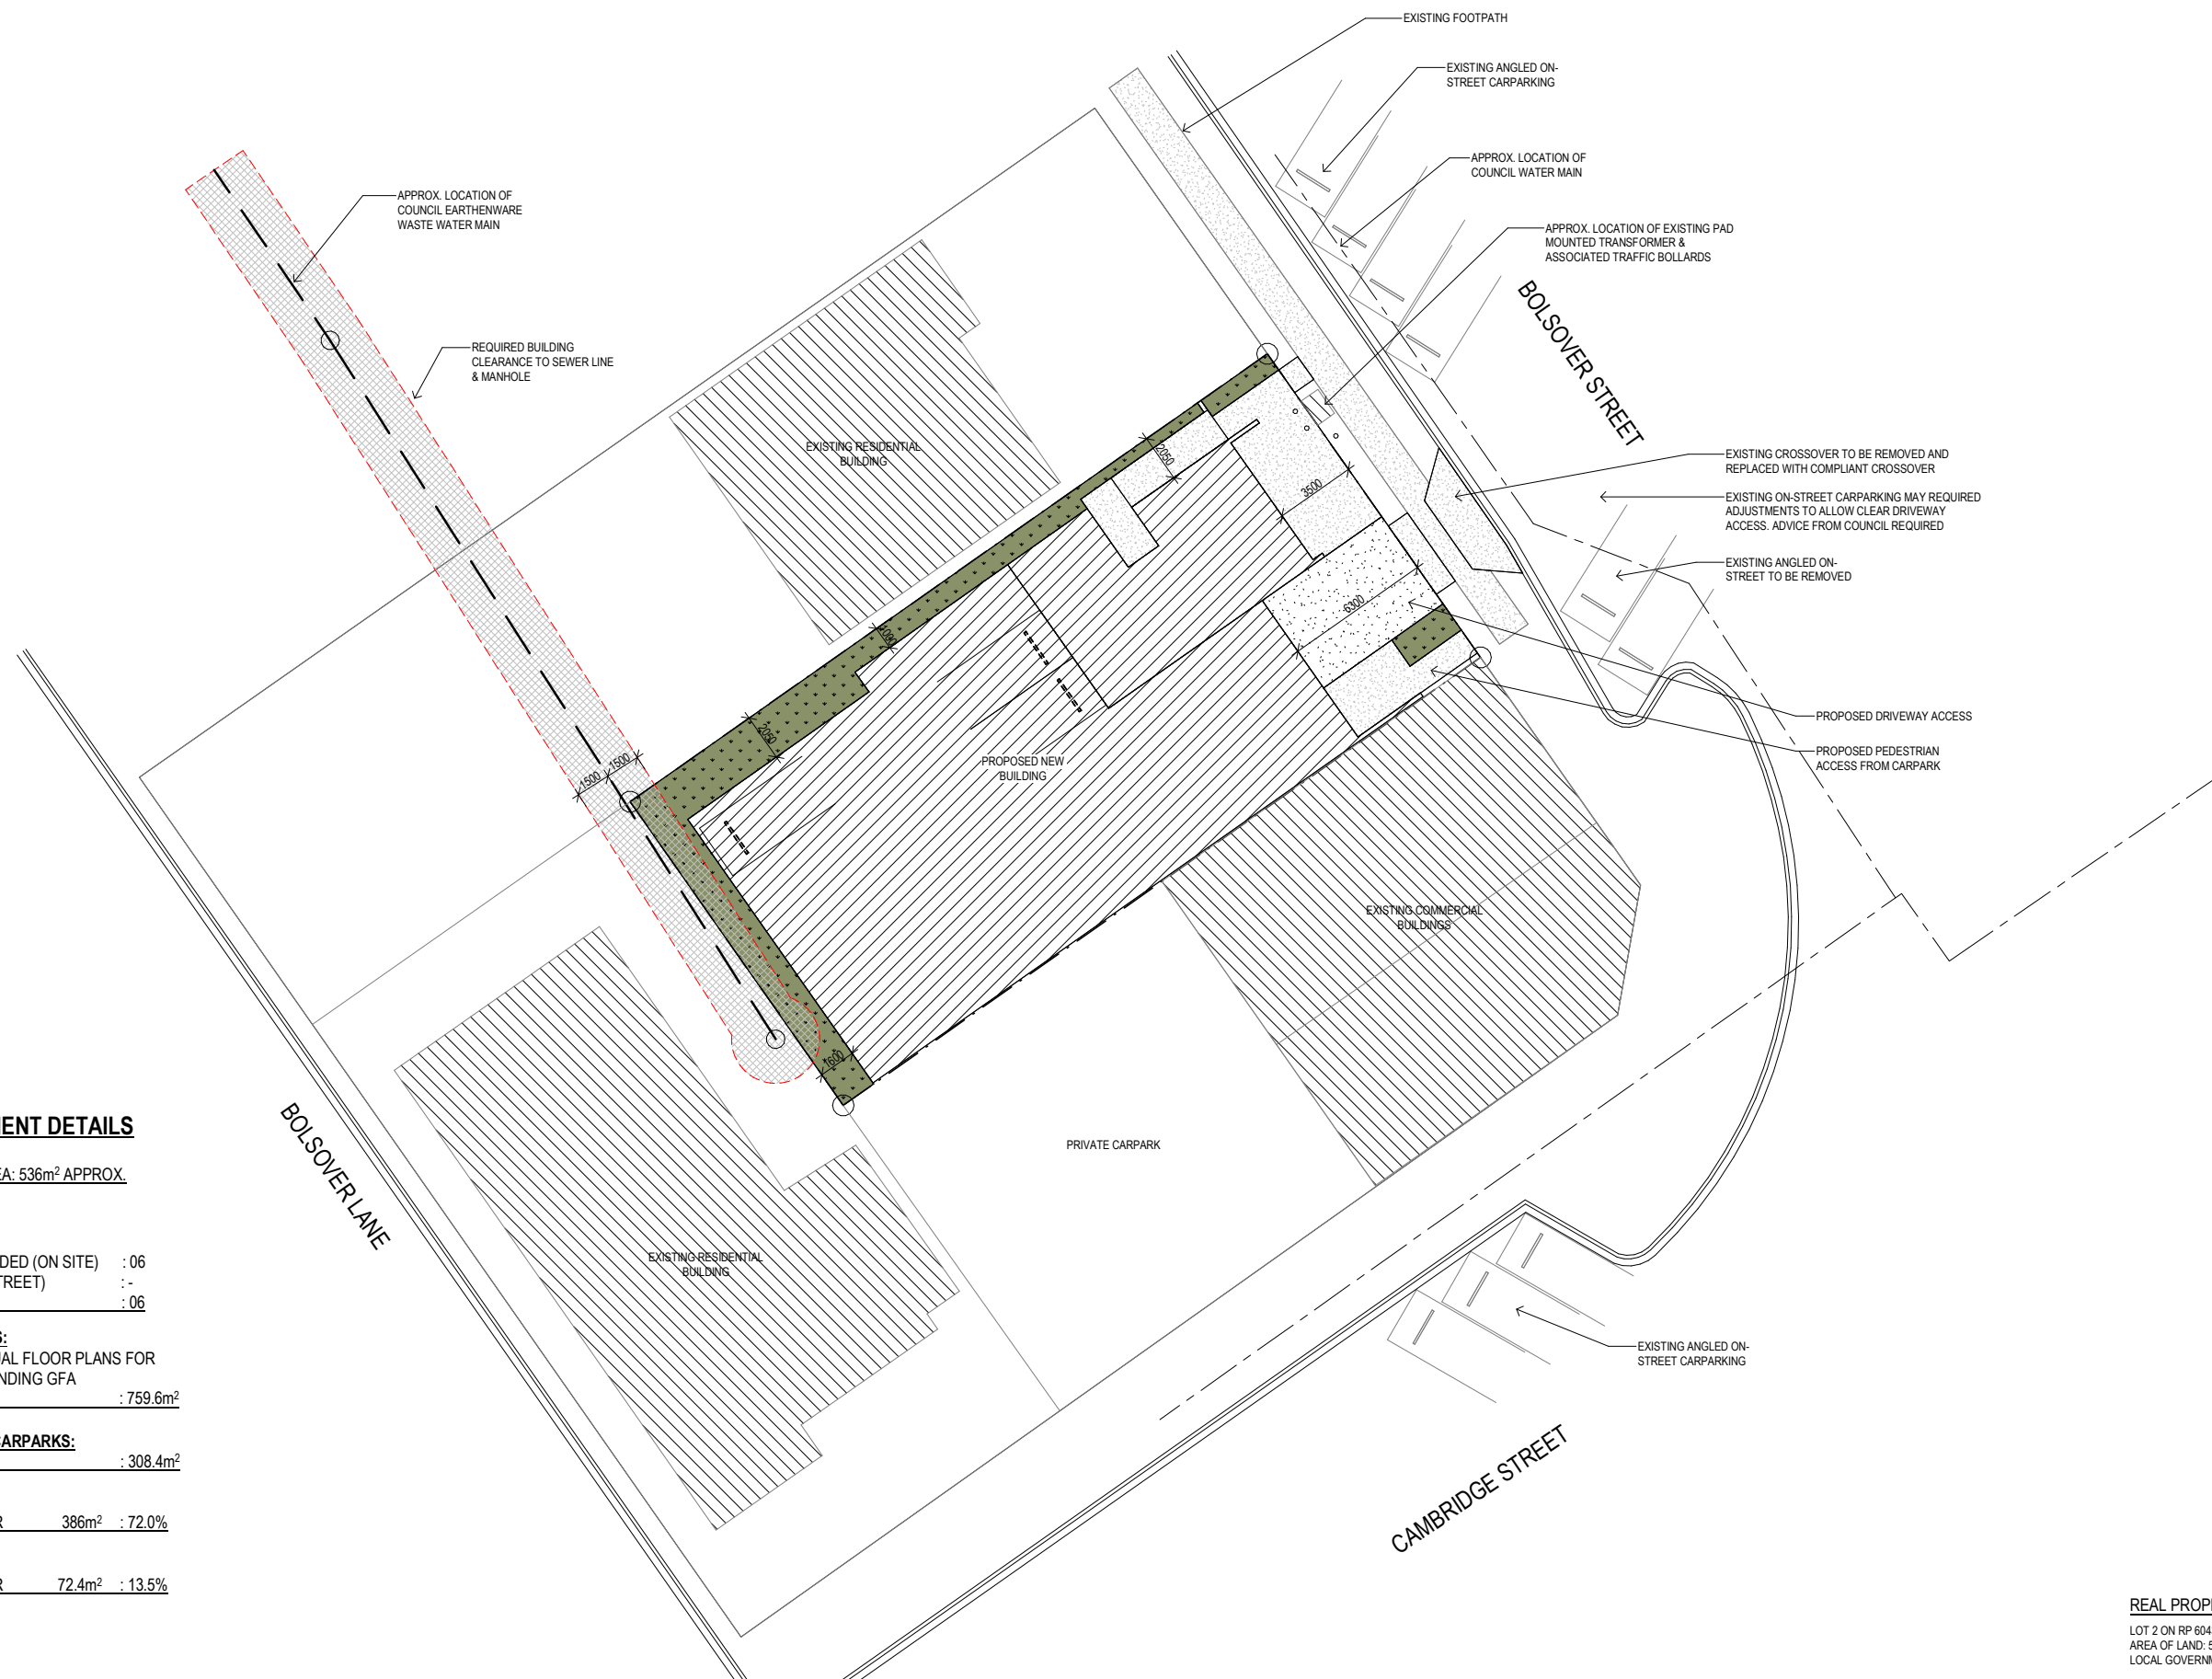 EXISTING FOOTPATH
EXISTING ANGLED ON-
STREET CARPARKING
APPROX. LOCATION OF
COUNCIL WATER MAIN
APPROX. LOCATION OF EXISTING PAD
MOUNTED TRANSFORMER &
ASSOCIATED TRAFFIC BOLLARDS
APPROX. LOCATION OF
COUNCIL EARTHENWARE
WASTE WATER MAIN
REQUIRED BUILDING
CLEARANCE TO SEWER LINE
& MANHOLE
BOLSOVER STREET
EXISTING RESIDENTIAL
BUILDING
2050
3500
EXISTING CROSSOVER TO BE REMOVED AND
REPLACED WITH COMPLIANT CROSSOVER
EXISTING ON-STREET CARPARKING MAY REQUIRED
ADJUSTMENTS TO ALLOW CLEAR DRIVEWAY
ACCESS. ADVICE FROM COUNCIL REQUIRED
EXISTING ANGLED ON-
STREET TO BE REMOVED
6300
1000
2050
1500
1500
PROPOSED DRIVEWAY ACCESS
PROPOSED PEDESTRIAN
ACCESS FROM CARPARK
PROPOSED NEW
BUILDING
EXISTING COMMERCIAL
BUILDINGS
1600
PRIVATE CARPARK
BOLSOVER LANE
EXISTING RESIDENTIAL
BUILDING
EXISTING ANGLED ON-
STREET CARPARKING
CAMBRIDGE STREET
MENT DETAILS
EA: 536m² APPROX.
DED (ON SITE) : 06
TREET) : -
: 06
S:
UAL FLOOR PLANS FOR
NDING GFA
: 759.6m²
CARPARKS:
: 308.4m²
R 386m² : 72.0%
R 72.4m² : 13.5%
REAL PROP
LOT 2 ON RP 604
AREA OF LAND: 5
LOCAL GOVERNM